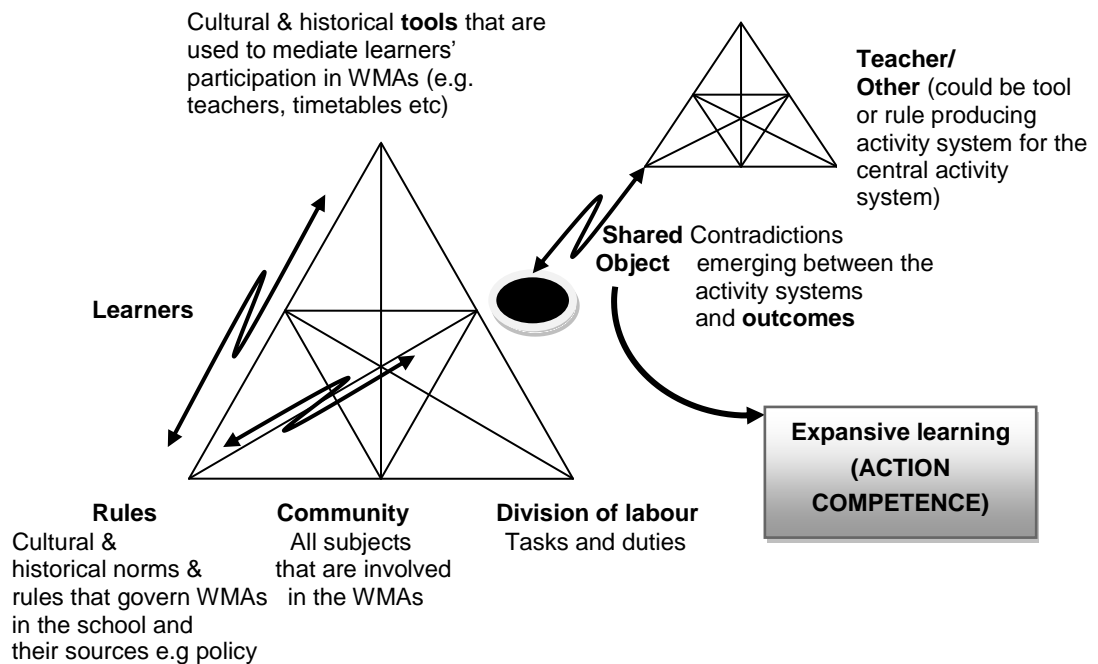 Cultural & historical tools that are
used to mediate learners’
participation in WMAs (e.g.
teachers, timetables etc)
Teacher/
Other (could be tool
or rule producing
activity system for the
central activity
system)
Shared Contradictions
Object emerging between the
activity systems
and outcomes
Learners
Expansive learning
(ACTION
COMPETENCE)
Rules
Cultural &
historical norms &
rules that govern WMAs
in the school and
their sources e.g policy
Community
All subjects
that are involved
in the WMAs
Division of labour
Tasks and duties